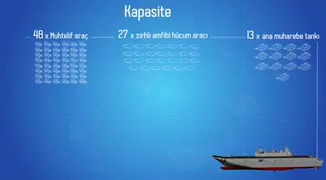 Kapasite
48 x Muhtelif araç
27 x zırhlı amfibi hücum aracı
13 x ana muharebe tankı